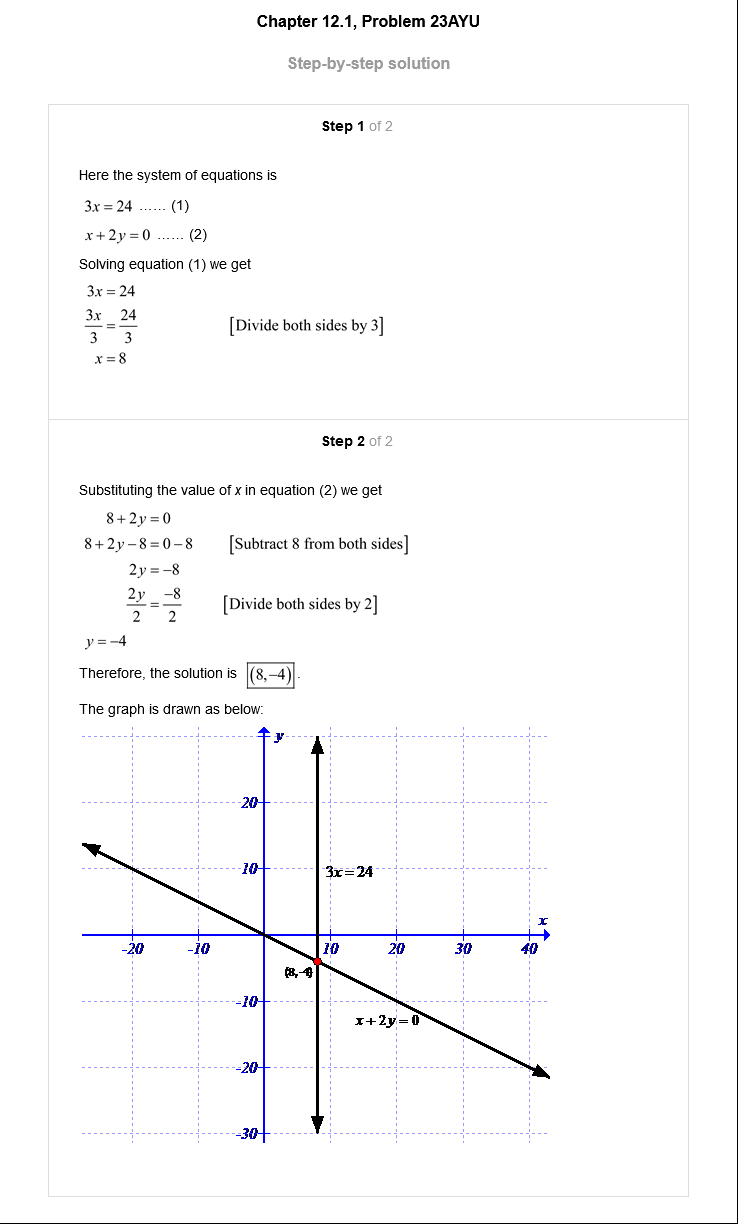 Chapter 12.1, Problem 23AYU
Step-by-step solution
Step 1 of 2
Here the system of equations is
3x = 24 ...... (1)
x + 2y = 0 ...... (2)
Solving equation (1) we get
3x = 24
3x/3 = 24/3 [Divide both sides by 3]
x = 8
Step 2 of 2
Substituting the value of x in equation (2) we get
8 + 2y = 0
8 + 2y − 8 = 0 − 8 [Subtract 8 from both sides]
2y = −8
2y/2 = −8/2 [Divide both sides by 2]
y = −4
Therefore, the solution is (8, −4).
The graph is drawn as below:
y
20
10
3x = 24
x
-20 -10 10 20 30 40
(8, -4)
-10
x + 2y = 0
-20
-30